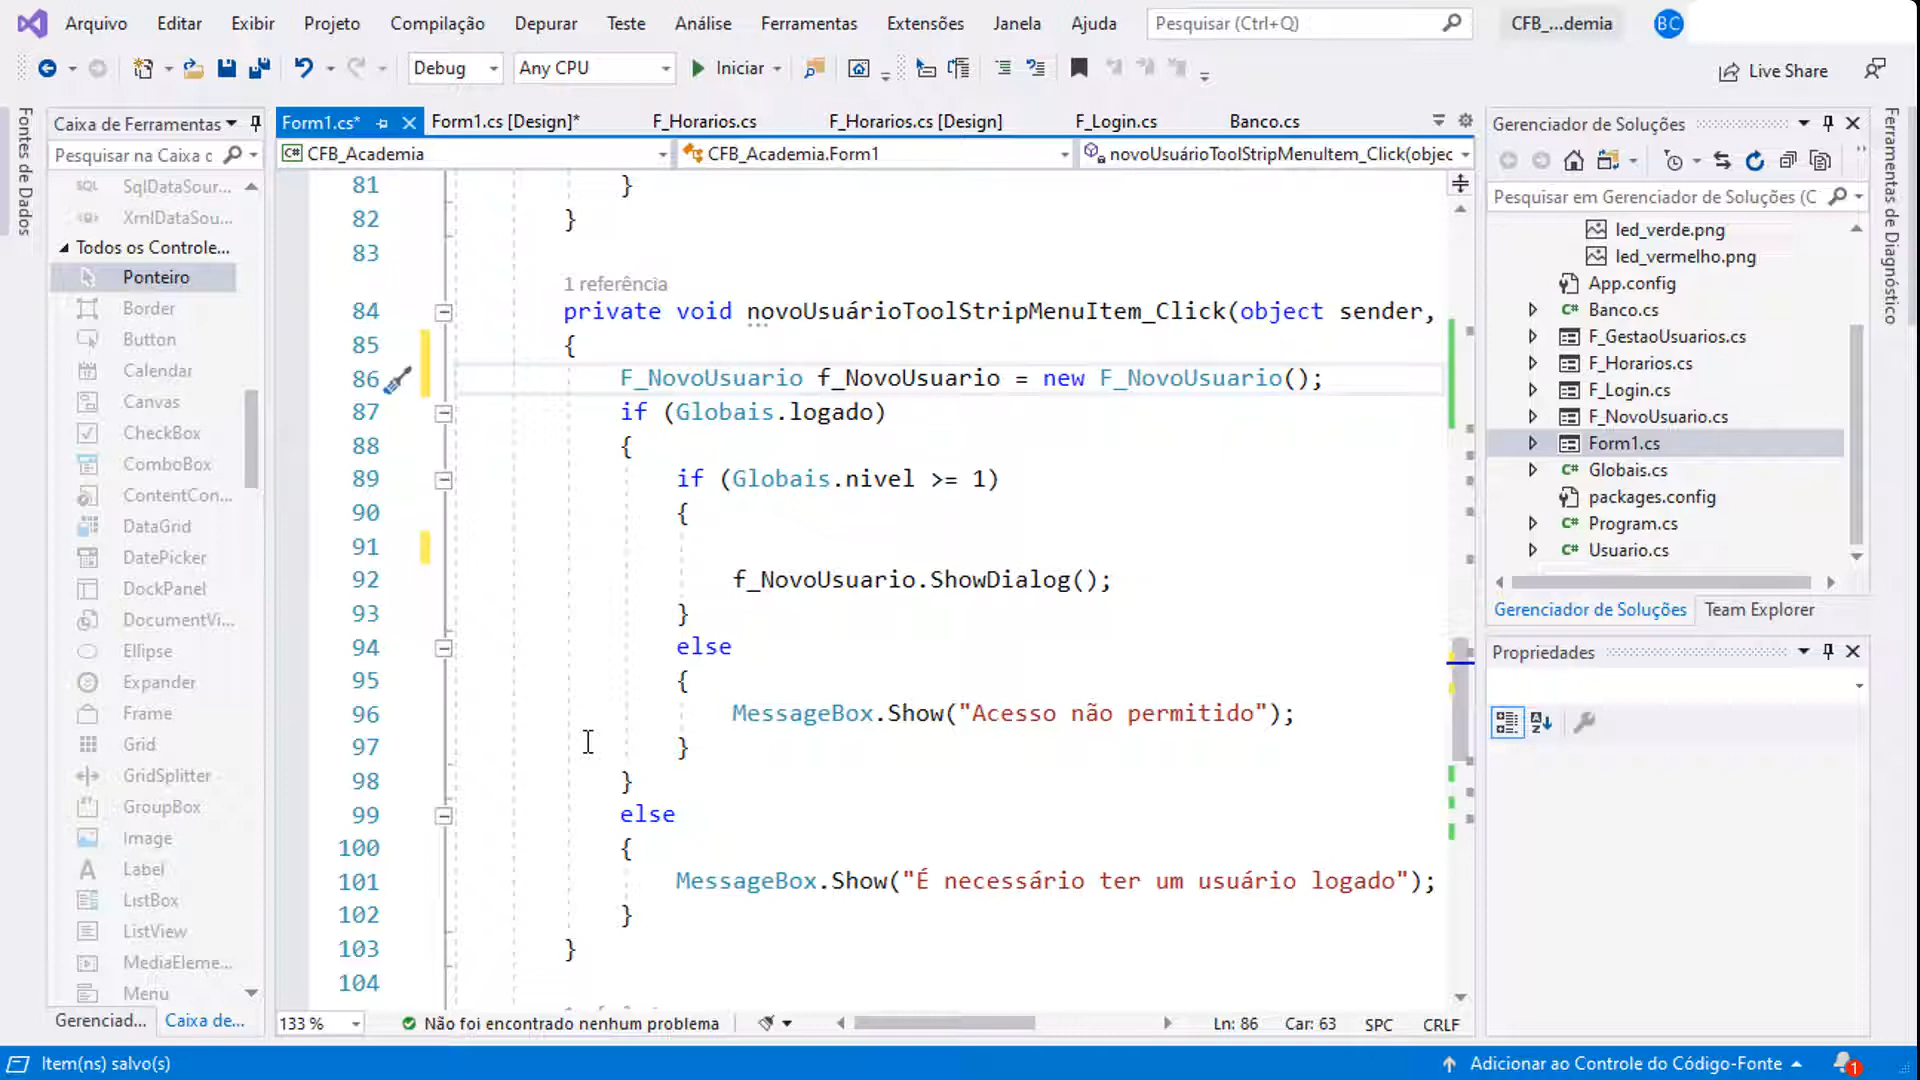 Arquivo Editar Exibir Projeto Compilação Depurar Teste Análise Ferramentas Extensões Janela Ajuda Pesquisar (Ctrl+Q) CFB_...demia BC
Debug Any CPU Iniciar Live Share
Fontes de Dados
Caixa de Ferramentas
Pesquisar na Caixa d
SqlDataSour...
XmlDataSou...
Todos os Controle...
Ponteiro
Border
Button
Calendar
Canvas
CheckBox
ComboBox
ContentCon...
DataGrid
DatePicker
DockPanel
DocumentVi...
Ellipse
Expander
Frame
Grid
GridSplitter
GroupBox
Image
Label
ListBox
ListView
MediaEleme...
Menu
Gerenciad... Caixa de...
Form1.cs* Form1.cs [Design]* F_Horarios.cs F_Horarios.cs [Design] F_Login.cs Banco.cs
CFB_Academia CFB_Academia.Form1 novoUsuárioToolStripMenuItem_Click(objec
81 }
82 }
83
1 referência
84 private void novoUsuárioToolStripMenuItem_Click(object sender,
85 {
86 F_NovoUsuario f_NovoUsuario = new F_NovoUsuario();
87 if (Globais.logado)
88 {
89 if (Globais.nivel >= 1)
90 {
91
92 f_NovoUsuario.ShowDialog();
93 }
94 else
95 {
96 MessageBox.Show("Acesso não permitido");
97 }
98 }
99 else
100 {
101 MessageBox.Show("É necessário ter um usuário logado");
102 }
103 }
104
133 % Não foi encontrado nenhum problema Ln: 86 Car: 63 SPC CRLF
Gerenciador de Soluções
Pesquisar em Gerenciador de Soluções (C
led_verde.png
led_vermelho.png
App.config
C# Banco.cs
F_GestaoUsuarios.cs
F_Horarios.cs
F_Login.cs
F_NovoUsuario.cs
Form1.cs
C# Globais.cs
packages.config
C# Program.cs
C# Usuario.cs
Gerenciador de Soluções Team Explorer
Propriedades
Ferramentas de Diagnóstico
Item(ns) salvo(s) Adicionar ao Controle do Código-Fonte 1